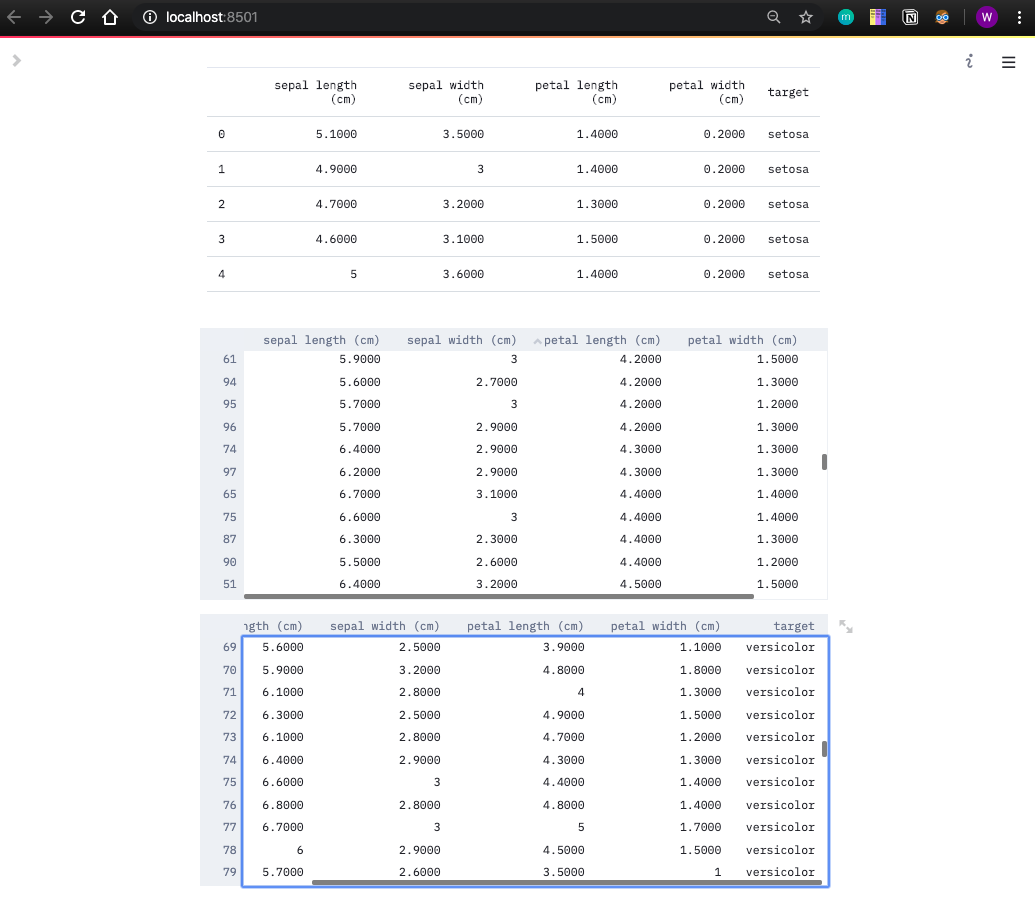 localhost:8501
m
N
W
i
sepal length (cm) sepal width (cm) petal length (cm) petal width (cm) target
0 5.1000 3.5000 1.4000 0.2000 setosa
1 4.9000 3 1.4000 0.2000 setosa
2 4.7000 3.2000 1.3000 0.2000 setosa
3 4.6000 3.1000 1.5000 0.2000 setosa
4 5 3.6000 1.4000 0.2000 setosa
sepal length (cm) sepal width (cm) petal length (cm) petal width (cm)
61 5.9000 3 4.2000 1.5000
94 5.6000 2.7000 4.2000 1.3000
95 5.7000 3 4.2000 1.2000
96 5.7000 2.9000 4.2000 1.3000
74 6.4000 2.9000 4.3000 1.3000
97 6.2000 2.9000 4.3000 1.3000
65 6.7000 3.1000 4.4000 1.4000
75 6.6000 3 4.4000 1.4000
87 6.3000 2.3000 4.4000 1.3000
90 5.5000 2.6000 4.4000 1.2000
51 6.4000 3.2000 4.5000 1.5000
ngth (cm) sepal width (cm) petal length (cm) petal width (cm) target
69 5.6000 2.5000 3.9000 1.1000 versicolor
70 5.9000 3.2000 4.8000 1.8000 versicolor
71 6.1000 2.8000 4 1.3000 versicolor
72 6.3000 2.5000 4.9000 1.5000 versicolor
73 6.1000 2.8000 4.7000 1.2000 versicolor
74 6.4000 2.9000 4.3000 1.3000 versicolor
75 6.6000 3 4.4000 1.4000 versicolor
76 6.8000 2.8000 4.8000 1.4000 versicolor
77 6.7000 3 5 1.7000 versicolor
78 6 2.9000 4.5000 1.5000 versicolor
79 5.7000 2.6000 3.5000 1 versicolor